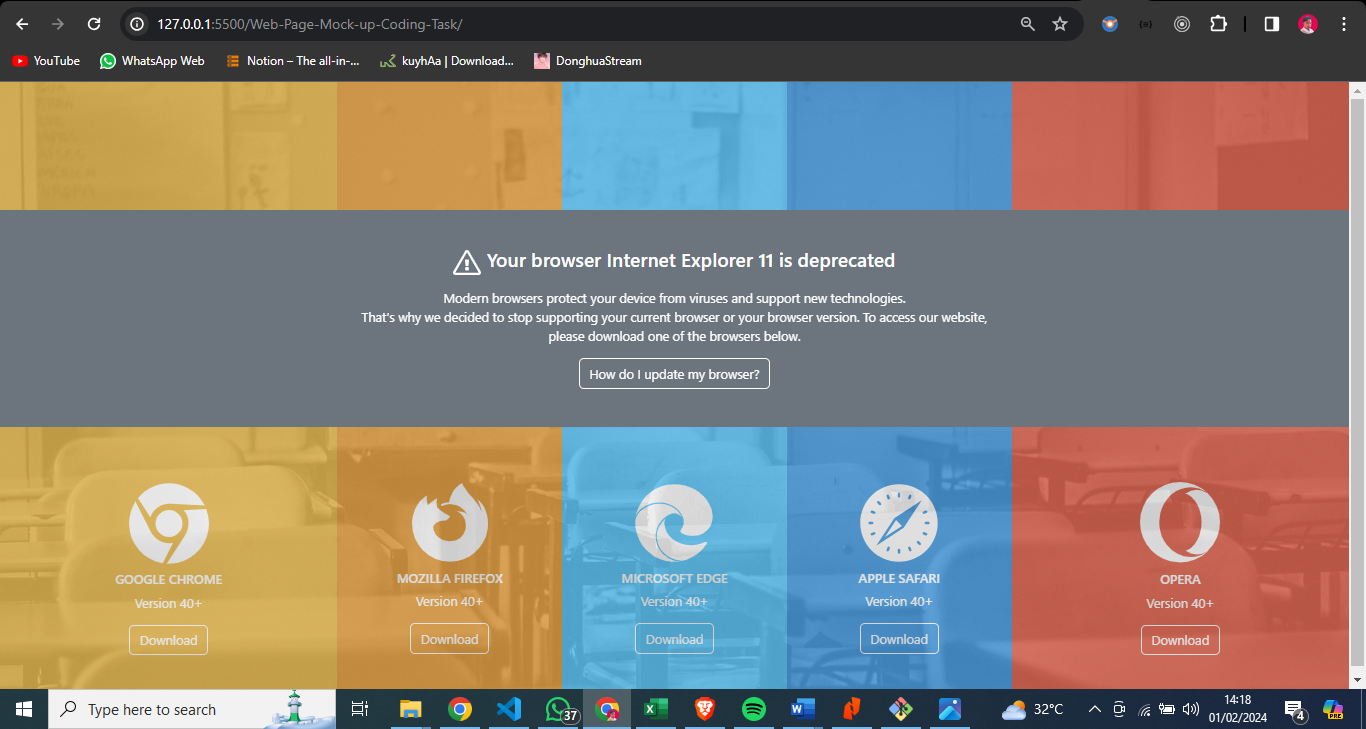 127.0.0.1:5500/Web-Page-Mock-up-Coding-Task/
YouTube
WhatsApp Web
Notion – The all-in-...
kuyhAa | Download...
DonghuaStream
Your browser Internet Explorer 11 is deprecated
Modern browsers protect your device from viruses and support new technologies.
That's why we decided to stop supporting your current browser or your browser version. To access our website,
please download one of the browsers below.
How do I update my browser?
GOOGLE CHROME
Version 40+
Download
MOZILLA FIREFOX
Version 40+
Download
MICROSOFT EDGE
Version 40+
Download
APPLE SAFARI
Version 40+
Download
OPERA
Version 40+
Download
Type here to search
37
32°C
14:18
01/02/2024
4
PRE